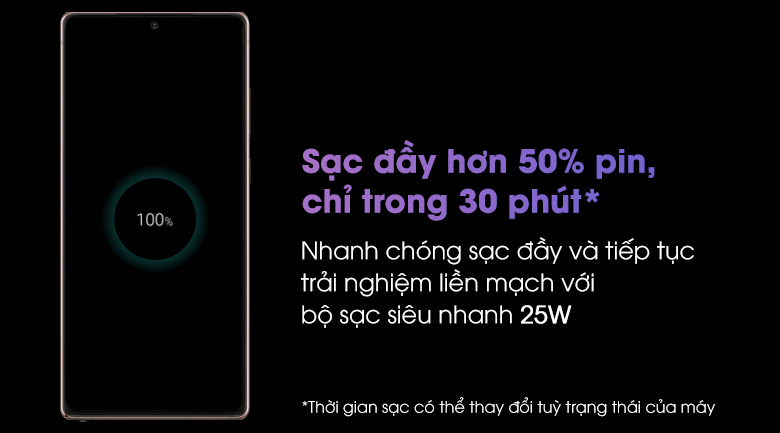 100%
Sạc đầy hơn 50% pin,
chỉ trong 30 phút*
Nhanh chóng sạc đầy và tiếp tục
trải nghiệm liền mạch với
bộ sạc siêu nhanh 25W
*Thời gian sạc có thể thay đổi tuỳ trạng thái của máy